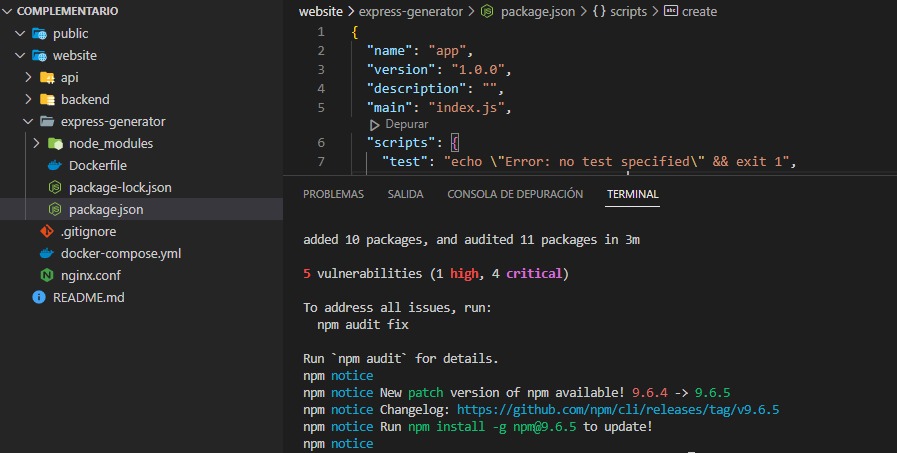 COMPLEMENTARIO
public
website
api
backend
express-generator
node_modules
Dockerfile
package-lock.json
package.json
.gitignore
docker-compose.yml
nginx.conf
README.md
website > express-generator > package.json > {} scripts > abc create
1 {
2 "name": "app",
3 "version": "1.0.0",
4 "description": "",
5 "main": "index.js",
Depurar
6 "scripts": {
7 "test": "echo \"Error: no test specified\" && exit 1",
PROBLEMAS SALIDA CONSOLA DE DEPURACIÓN TERMINAL
added 10 packages, and audited 11 packages in 3m
5 vulnerabilities (1 high, 4 critical)
To address all issues, run:
npm audit fix
Run `npm audit` for details.
npm notice
npm notice New patch version of npm available! 9.6.4 -> 9.6.5
npm notice Changelog: https://github.com/npm/cli/releases/tag/v9.6.5
npm notice Run npm install -g npm@9.6.5 to update!
npm notice